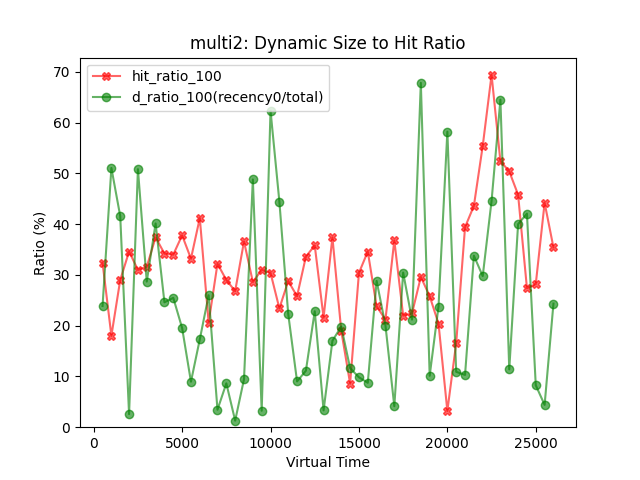 multi2: Dynamic Size to Hit Ratio
hit_ratio_100
d_ratio_100(recency0/total)
Ratio (%)
70
60
50
40
30
20
10
0
0 5000 10000 15000 20000 25000
Virtual Time